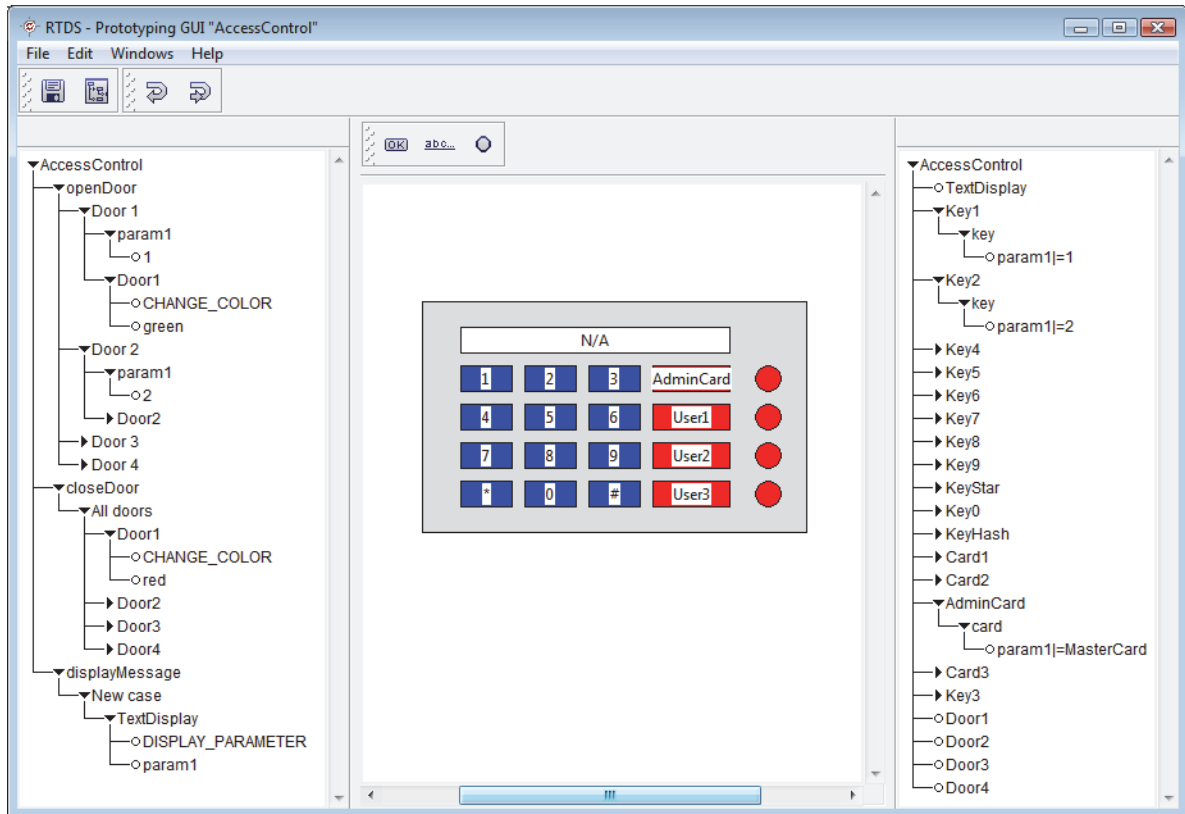 RTDS - Prototyping GUI "AccessControl"
File Edit Windows Help
AccessControl
openDoor
Door 1
param1
1
Door1
CHANGE_COLOR
green
Door 2
param1
2
Door2
Door 3
Door 4
closeDoor
All doors
Door1
CHANGE_COLOR
red
Door2
Door3
Door4
displayMessage
New case
TextDisplay
DISPLAY_PARAMETER
param1
OK abc...
N/A
1 2 3 AdminCard
4 5 6 User1
7 8 9 User2
* 0 # User3
AccessControl
TextDisplay
Key1
key
param1|=1
Key2
key
param1|=2
Key4
Key5
Key6
Key7
Key8
Key9
KeyStar
Key0
KeyHash
Card1
Card2
AdminCard
card
param1|=MasterCard
Card3
Key3
Door1
Door2
Door3
Door4